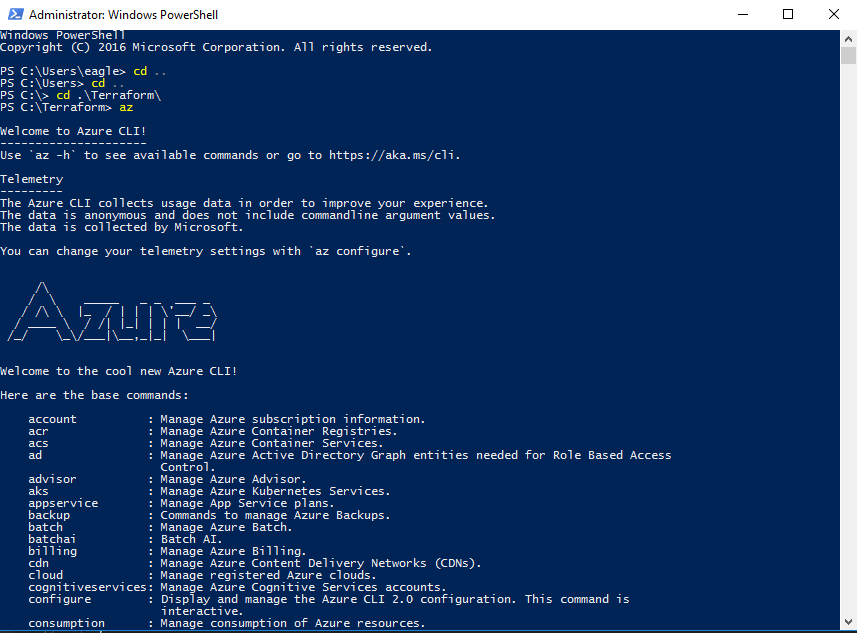 Administrator: Windows PowerShell
Windows PowerShell
Copyright (C) 2016 Microsoft Corporation. All rights reserved.
PS C:\Users\eagle> cd ..
PS C:\Users> cd ..
PS C:\> cd .\Terraform\
PS C:\Terraform> az
Welcome to Azure CLI!
---------------------
Use `az -h` to see available commands or go to https://aka.ms/cli.
Telemetry
---------
The Azure CLI collects usage data in order to improve your experience.
The data is anonymous and does not include commandline argument values.
The data is collected by Microsoft.
You can change your telemetry settings with `az configure`.
     /\
    /  \    _____   _ _  ___ _
   / /\ \  |_  / | | | \'__/ _\
  / ____ \  / /| |_| | | |  __/
 /_/    \_\/___|\__,_|_|  \___|
Welcome to the cool new Azure CLI!
Here are the base commands:
    account          : Manage Azure subscription information.
    acr              : Manage Azure Container Registries.
    acs              : Manage Azure Container Services.
    ad               : Manage Azure Active Directory Graph entities needed for Role Based Access
                       Control.
    advisor          : Manage Azure Advisor.
    aks              : Manage Azure Kubernetes Services.
    appservice       : Manage App Service plans.
    backup           : Commands to manage Azure Backups.
    batch            : Manage Azure Batch.
    batchai          : Batch AI.
    billing          : Manage Azure Billing.
    cdn              : Manage Azure Content Delivery Networks (CDNs).
    cloud            : Manage registered Azure clouds.
    cognitiveservices: Manage Azure Cognitive Services accounts.
    configure        : Display and manage the Azure CLI 2.0 configuration. This command is
                       interactive.
    consumption      : Manage consumption of Azure resources.